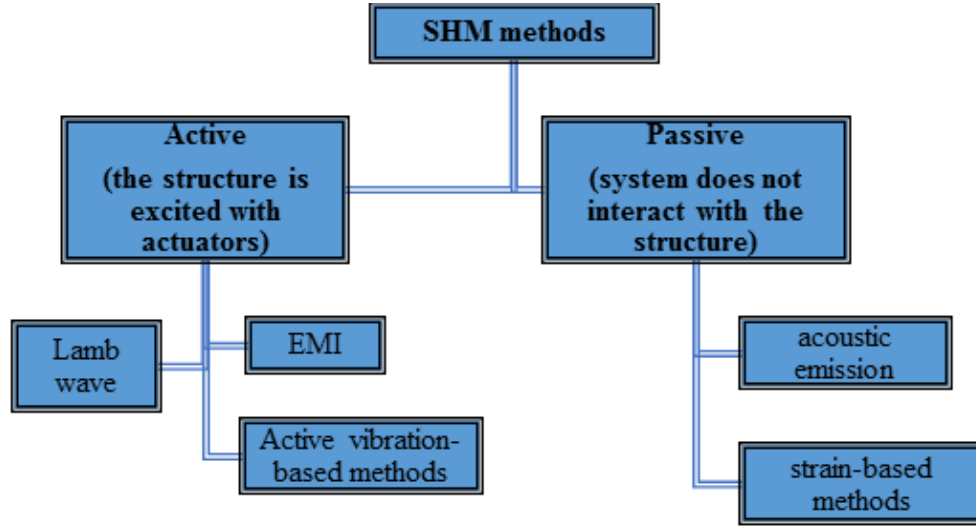 SHM methods
Active
(the structure is
excited with
actuators)
Passive
(system does not
interact with the
structure)
Lamb
wave
EMI
Active vibration-
based methods
acoustic
emission
strain-based
methods